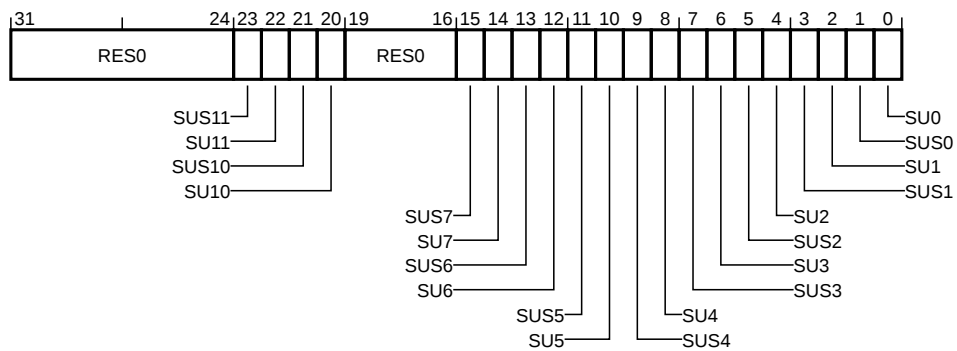 31 24 23 22 21 20 19 16 15 14 13 12 11 10 9 8 7 6 5 4 3 2 1 0
RES0 RES0
SUS11 SU0
SU11 SUS0
SUS10 SU1
SU10 SUS1
SUS7 SU2
SU7 SUS2
SUS6 SU3
SU6 SUS3
SUS5 SU4
SU5 SUS4